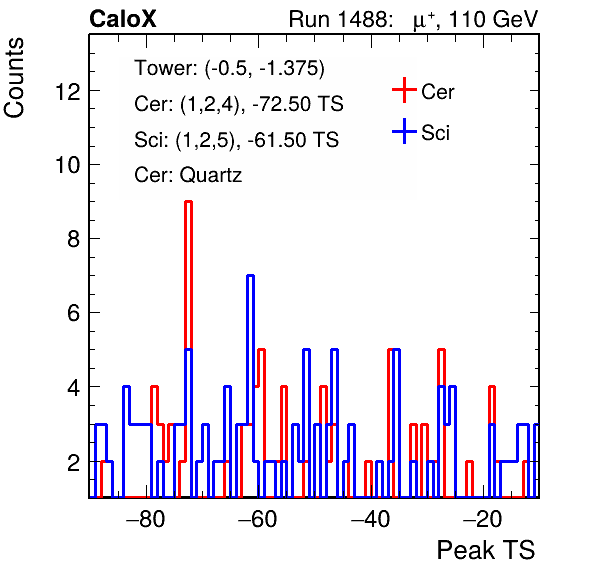 CaloX Run 1488: μ⁺, 110 GeV
Counts
Tower: (-0.5, -1.375)
Cer: (1,2,4), -72.50 TS
Sci: (1,2,5), -61.50 TS
Cer: Quartz
Cer
Sci
12
10
8
6
4
2
−80 −60 −40 −20
Peak TS